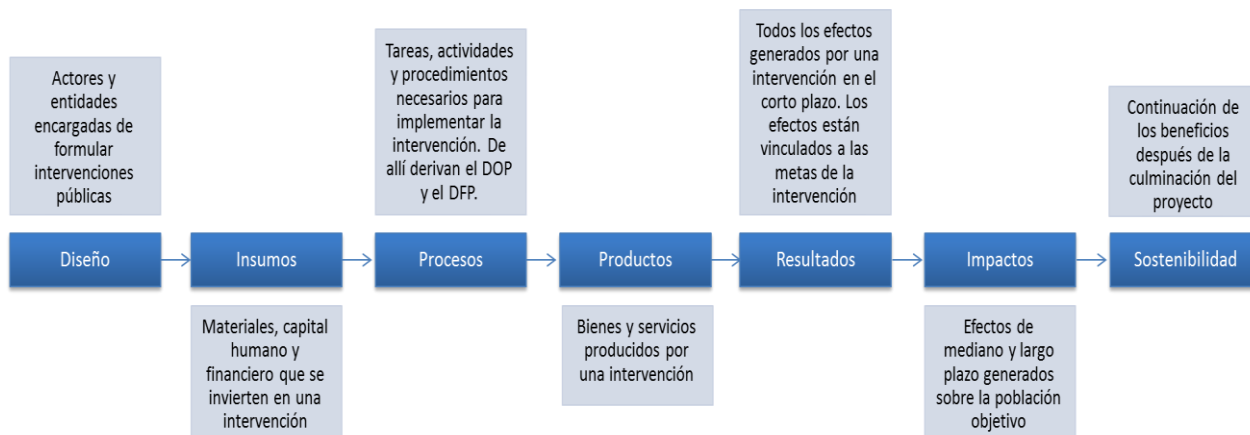 Actores y
entidades
encargadas de
formular
intervenciones
públicas
Tareas, actividades
y procedimientos
necesarios para
implementar la
intervención. De
allí derivan el DOP
y el DFP.
Todos los efectos
generados por una
intervención en el
corto plazo. Los
efectos están
vinculados a las
metas de la
intervención
Continuación de
los beneficios
después de la
culminación del
proyecto
Diseño
Insumos
Procesos
Productos
Resultados
Impactos
Sostenibilidad
Materiales, capital
humano y
financiero que se
invierten en una
intervención
Bienes y servicios
producidos por
una intervención
Efectos de
mediano y largo
plazo generados
sobre la población
objetivo